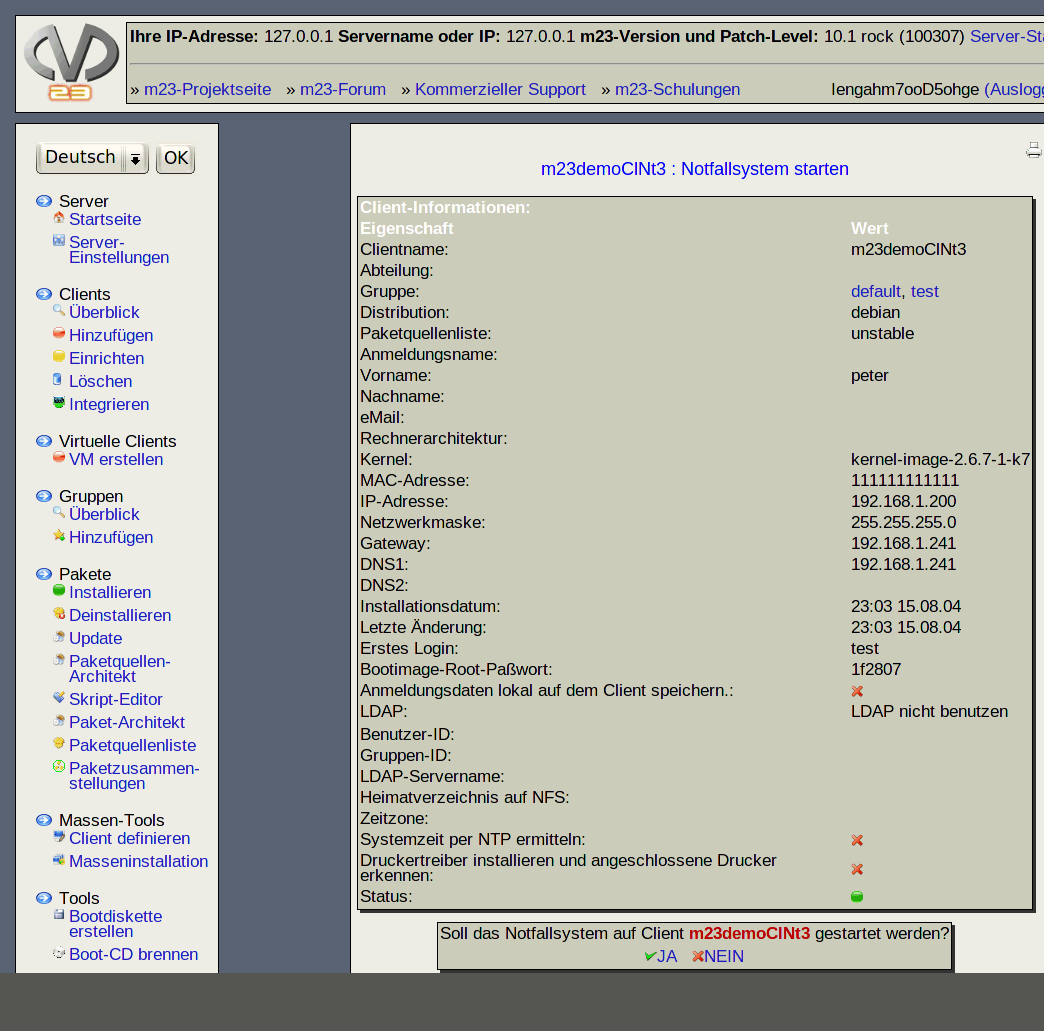 Ihre IP-Adresse: 127.0.0.1 Servername oder IP: 127.0.0.1 m23-Version und Patch-Level: 10.1 rock (100307) Server-Sta
23
» m23-Projektseite » m23-Forum » Kommerzieller Support » m23-Schulungen Iengahm7ooD5ohge (Auslogg
Deutsch OK
Server
Startseite
Server-
Einstellungen
Clients
Überblick
Hinzufügen
Einrichten
Löschen
Integrieren
Virtuelle Clients
VM erstellen
Gruppen
Überblick
Hinzufügen
Pakete
Installieren
Deinstallieren
Update
Paketquellen-
Architekt
Skript-Editor
Paket-Architekt
Paketquellenliste
Paketzusammen-
stellungen
Massen-Tools
Client definieren
Masseninstallation
Tools
Bootdiskette
erstellen
Boot-CD brennen
m23demoClNt3 : Notfallsystem starten
Client-Informationen:
Eigenschaft Wert
Clientname: m23demoClNt3
Abteilung:
Gruppe: default, test
Distribution: debian
Paketquellenliste: unstable
Anmeldungsname:
Vorname: peter
Nachname:
eMail:
Rechnerarchitektur:
Kernel: kernel-image-2.6.7-1-k7
MAC-Adresse: 111111111111
IP-Adresse: 192.168.1.200
Netzwerkmaske: 255.255.255.0
Gateway: 192.168.1.241
DNS1: 192.168.1.241
DNS2:
Installationsdatum: 23:03 15.08.04
Letzte Änderung: 23:03 15.08.04
Erstes Login: test
Bootimage-Root-Paßwort: 1f2807
Anmeldungsdaten lokal auf dem Client speichern.:
LDAP: LDAP nicht benutzen
Benutzer-ID:
Gruppen-ID:
LDAP-Servername:
Heimatverzeichnis auf NFS:
Zeitzone:
Systemzeit per NTP ermitteln:
Druckertreiber installieren und angeschlossene Drucker
erkennen:
Status:
Soll das Notfallsystem auf Client m23demoClNt3 gestartet werden?
JA NEIN